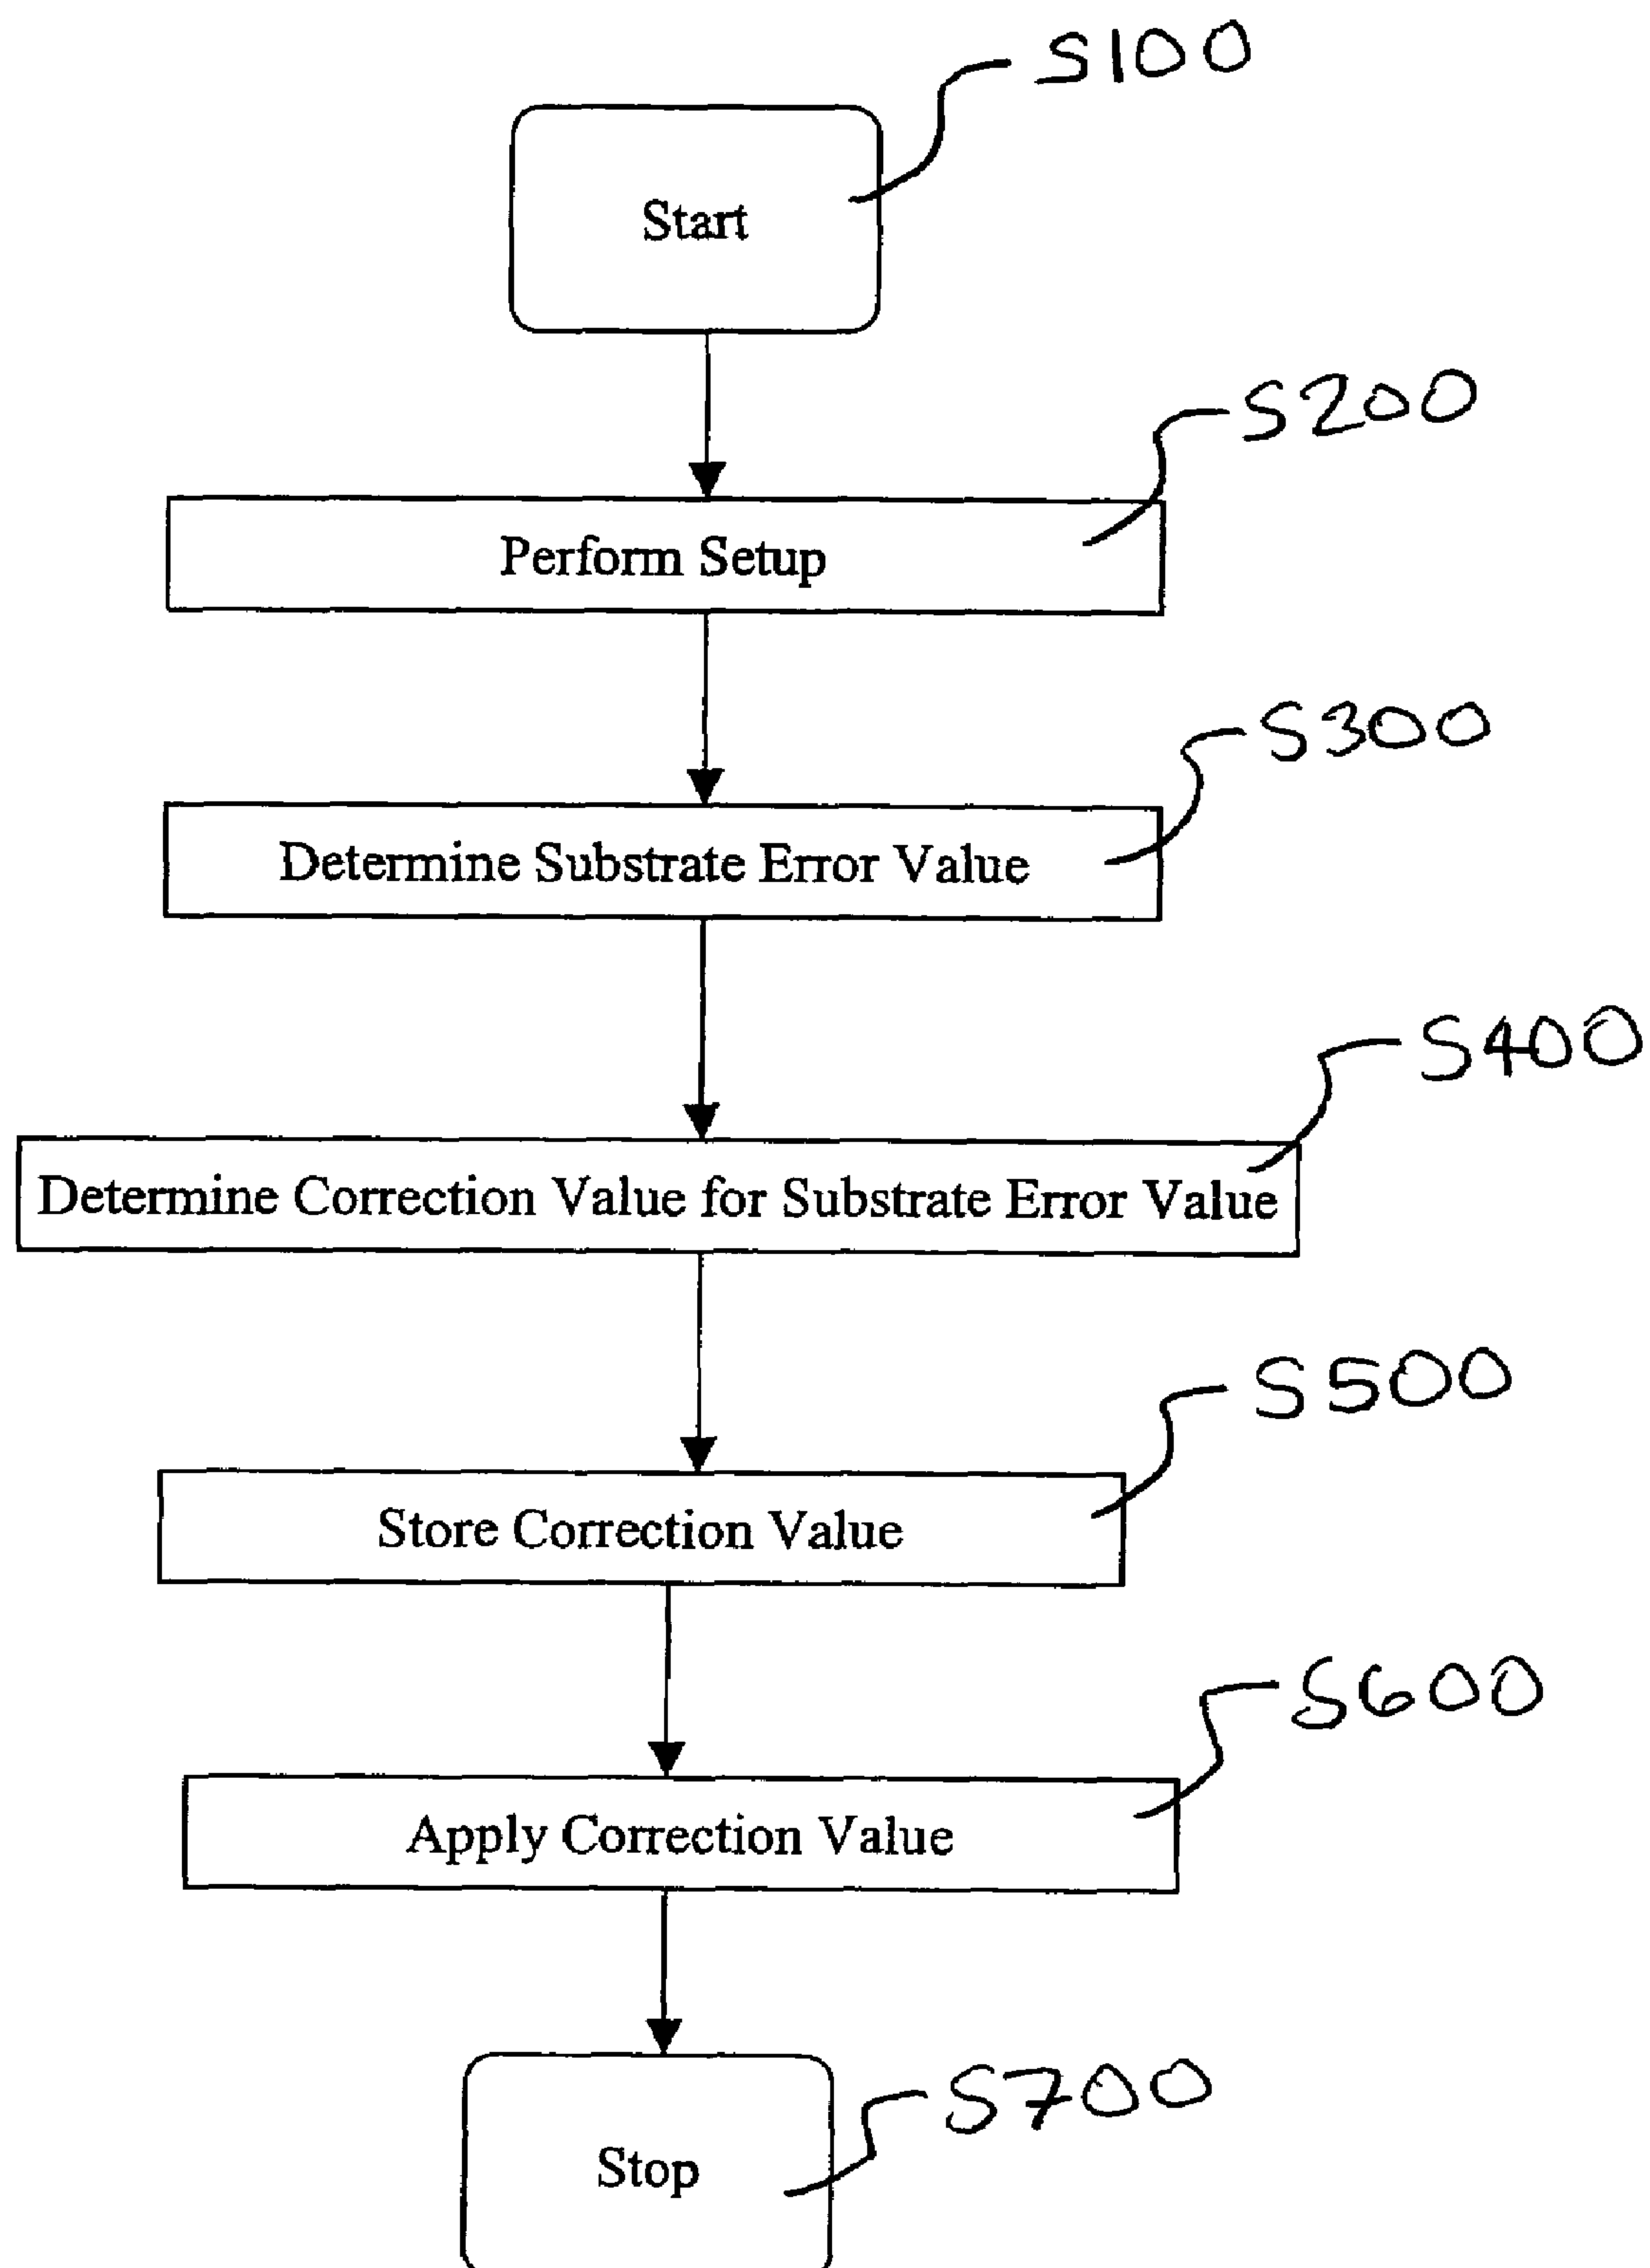 S100
Start
S200
Perform Setup
S300
Determine Substrate Error Value
S400
Determine Correction Value for Substrate Error Value
S500
Store Correction Value
S600
Apply Correction Value
S700
Stop